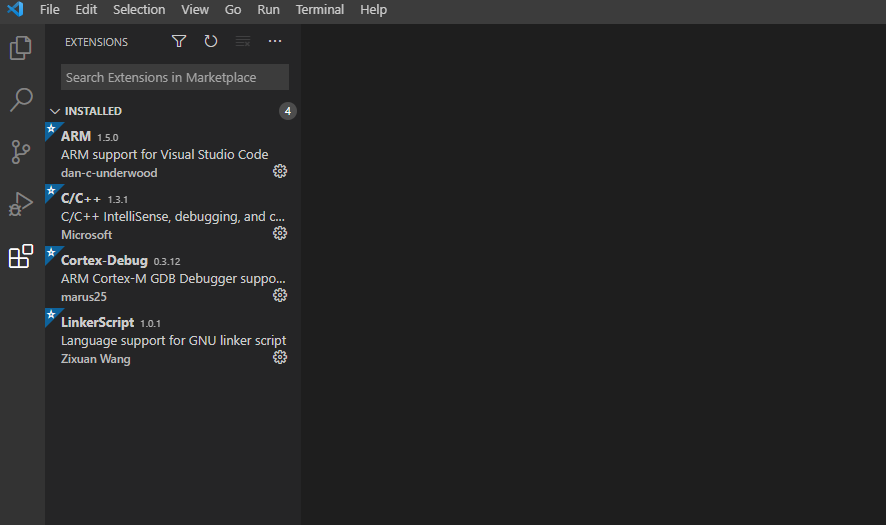 File Edit Selection View Go Run Terminal Help
EXTENSIONS
Search Extensions in Marketplace
INSTALLED 4
ARM 1.5.0
ARM support for Visual Studio Code
dan-c-underwood
C/C++ 1.3.1
C/C++ IntelliSense, debugging, and c...
Microsoft
Cortex-Debug 0.3.12
ARM Cortex-M GDB Debugger suppo...
marus25
LinkerScript 1.0.1
Language support for GNU linker script
Zixuan Wang